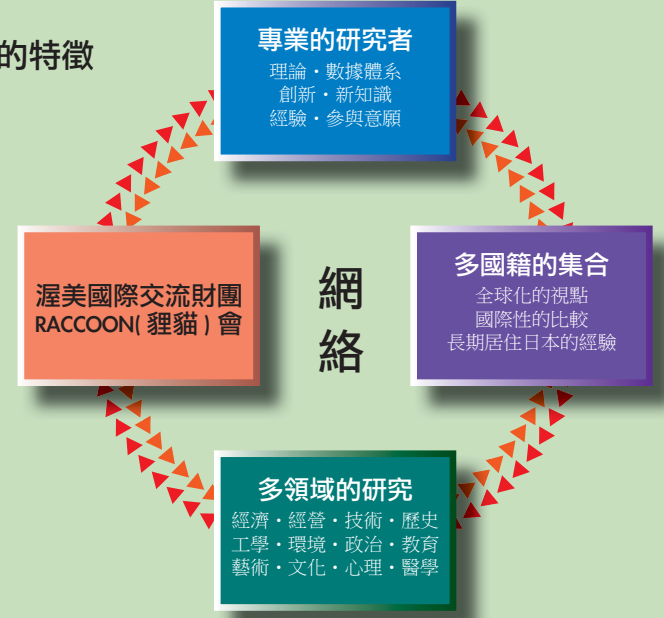 的特徵
專業的研究者
理論・數據體系
創新・新知識
經驗・參與意願
渥美國際交流財團
RACCOON( 貍貓 ) 會
網
絡
多國籍的集合
全球化的視點
國際性的比較
長期居住日本的經驗
多領域的研究
經濟・經營・技術・歷史
工學・環境・政治・教育
藝術・文化・心理・醫學